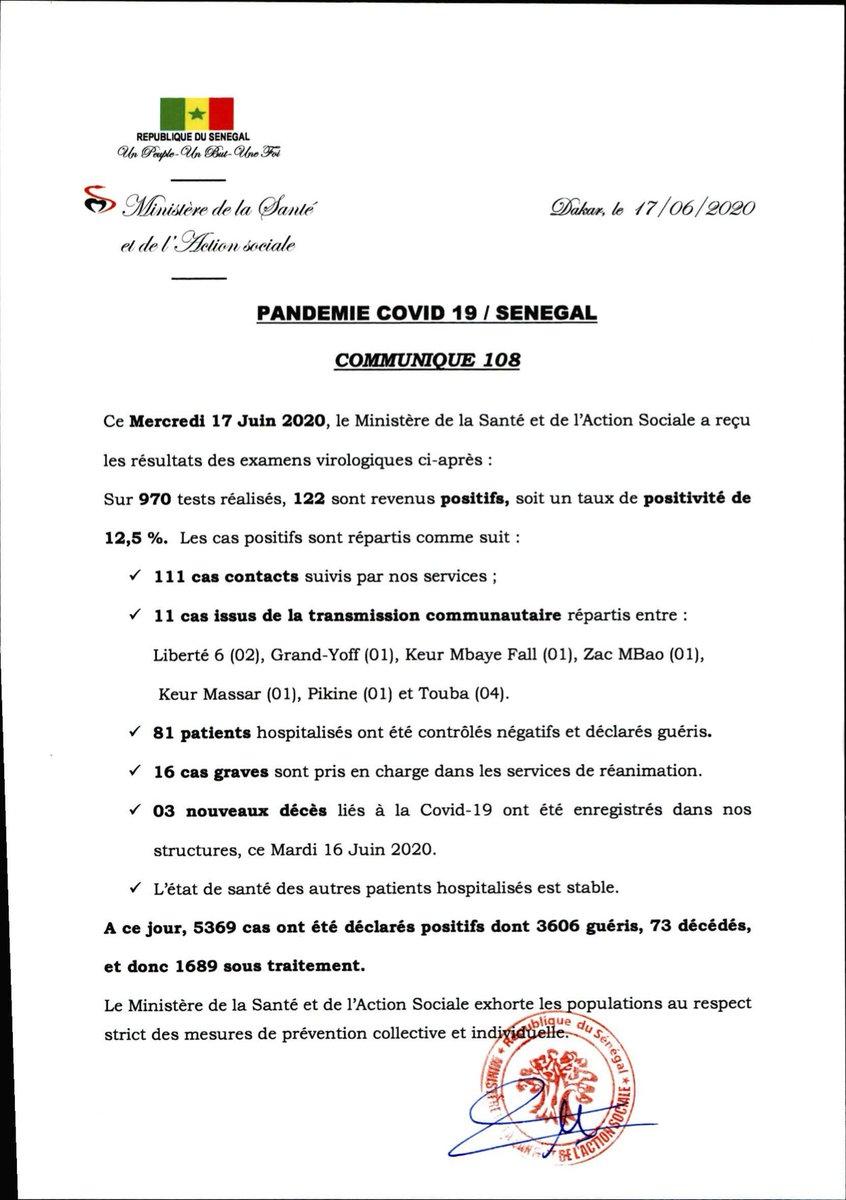 REPUBLIQUE DU SENEGAL
Un Peuple - Un But - Une Foi
Ministère de la Santé
et de l'Action sociale
Dakar, le 17/06/2020
PANDEMIE COVID 19 / SENEGAL
COMMUNIQUE 108
Ce Mercredi 17 Juin 2020, le Ministère de la Santé et de l'Action Sociale a reçu
les résultats des examens virologiques ci-après :
Sur 970 tests réalisés, 122 sont revenus positifs, soit un taux de positivité de
12,5 %. Les cas positifs sont répartis comme suit :
✓ 111 cas contacts suivis par nos services ;
✓ 11 cas issus de la transmission communautaire répartis entre :
Liberté 6 (02), Grand-Yoff (01), Keur Mbaye Fall (01), Zac MBao (01),
Keur Massar (01), Pikine (01) et Touba (04).
✓ 81 patients hospitalisés ont été contrôlés négatifs et déclarés guéris.
✓ 16 cas graves sont pris en charge dans les services de réanimation.
✓ 03 nouveaux décès liés à la Covid-19 ont été enregistrés dans nos
structures, ce Mardi 16 Juin 2020.
✓ L'état de santé des autres patients hospitalisés est stable.
A ce jour, 5369 cas ont été déclarés positifs dont 3606 guéris, 73 décédés,
et donc 1689 sous traitement.
Le Ministère de la Santé et de l'Action Sociale exhorte les populations au respect
strict des mesures de prévention collective et individuelle.
République du Sénégal
DE L'ACTION SOCIALE